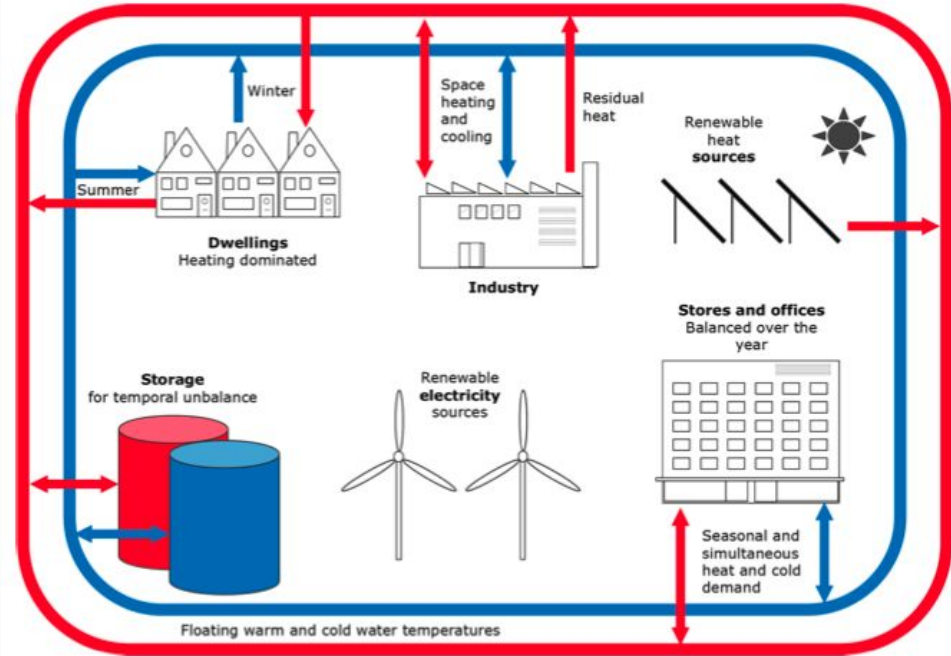 Winter
Summer
Dwellings
Heating dominated
Space
heating
and
cooling
Residual
heat
Industry
Renewable
heat
sources
Stores and offices
Balanced over the
year
Storage
for temporal unbalance
Renewable
electricity
sources
Seasonal and
simultaneous
heat and cold
demand
Floating warm and cold water temperatures